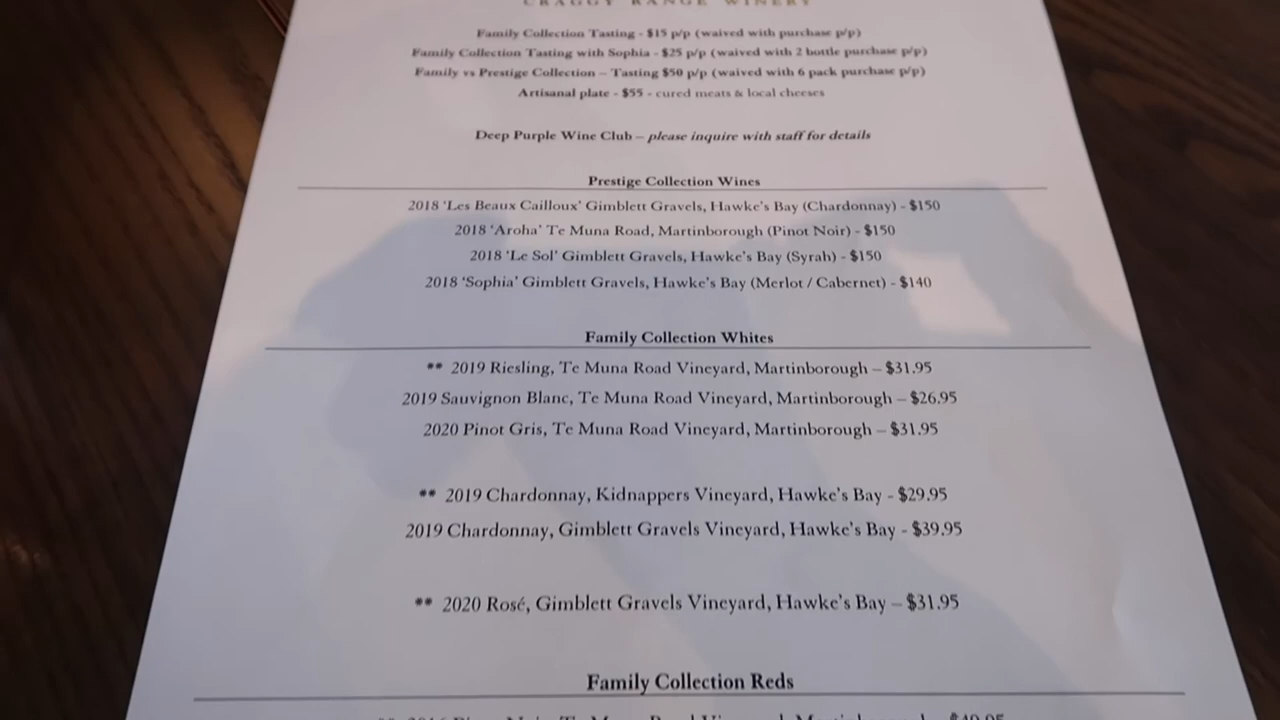 CRAGGY RANGE WINERY
Family Collection Tasting - $15 p/p (waived with purchase p/p)
Family Collection Tasting with Sophia - $25 p/p (waived with 2 bottle purchase p/p)
Family vs Prestige Collection – Tasting $50 p/p (waived with 6 pack purchase p/p)
Artisanal plate - $55 - cured meats & local cheeses
Deep Purple Wine Club – please inquire with staff for details
Prestige Collection Wines
2018 'Les Beaux Cailloux' Gimblett Gravels, Hawke's Bay (Chardonnay) - $150
2018 'Aroha' Te Muna Road, Martinborough (Pinot Noir) - $150
2018 'Le Sol' Gimblett Gravels, Hawke's Bay (Syrah) - $150
2018 'Sophia' Gimblett Gravels, Hawke's Bay (Merlot / Cabernet) - $140
Family Collection Whites
** 2019 Riesling, Te Muna Road Vineyard, Martinborough – $31.95
2019 Sauvignon Blanc, Te Muna Road Vineyard, Martinborough – $26.95
2020 Pinot Gris, Te Muna Road Vineyard, Martinborough – $31.95
** 2019 Chardonnay, Kidnappers Vineyard, Hawke's Bay - $29.95
2019 Chardonnay, Gimblett Gravels Vineyard, Hawke's Bay - $39.95
** 2020 Rosé, Gimblett Gravels Vineyard, Hawke's Bay – $31.95
Family Collection Reds